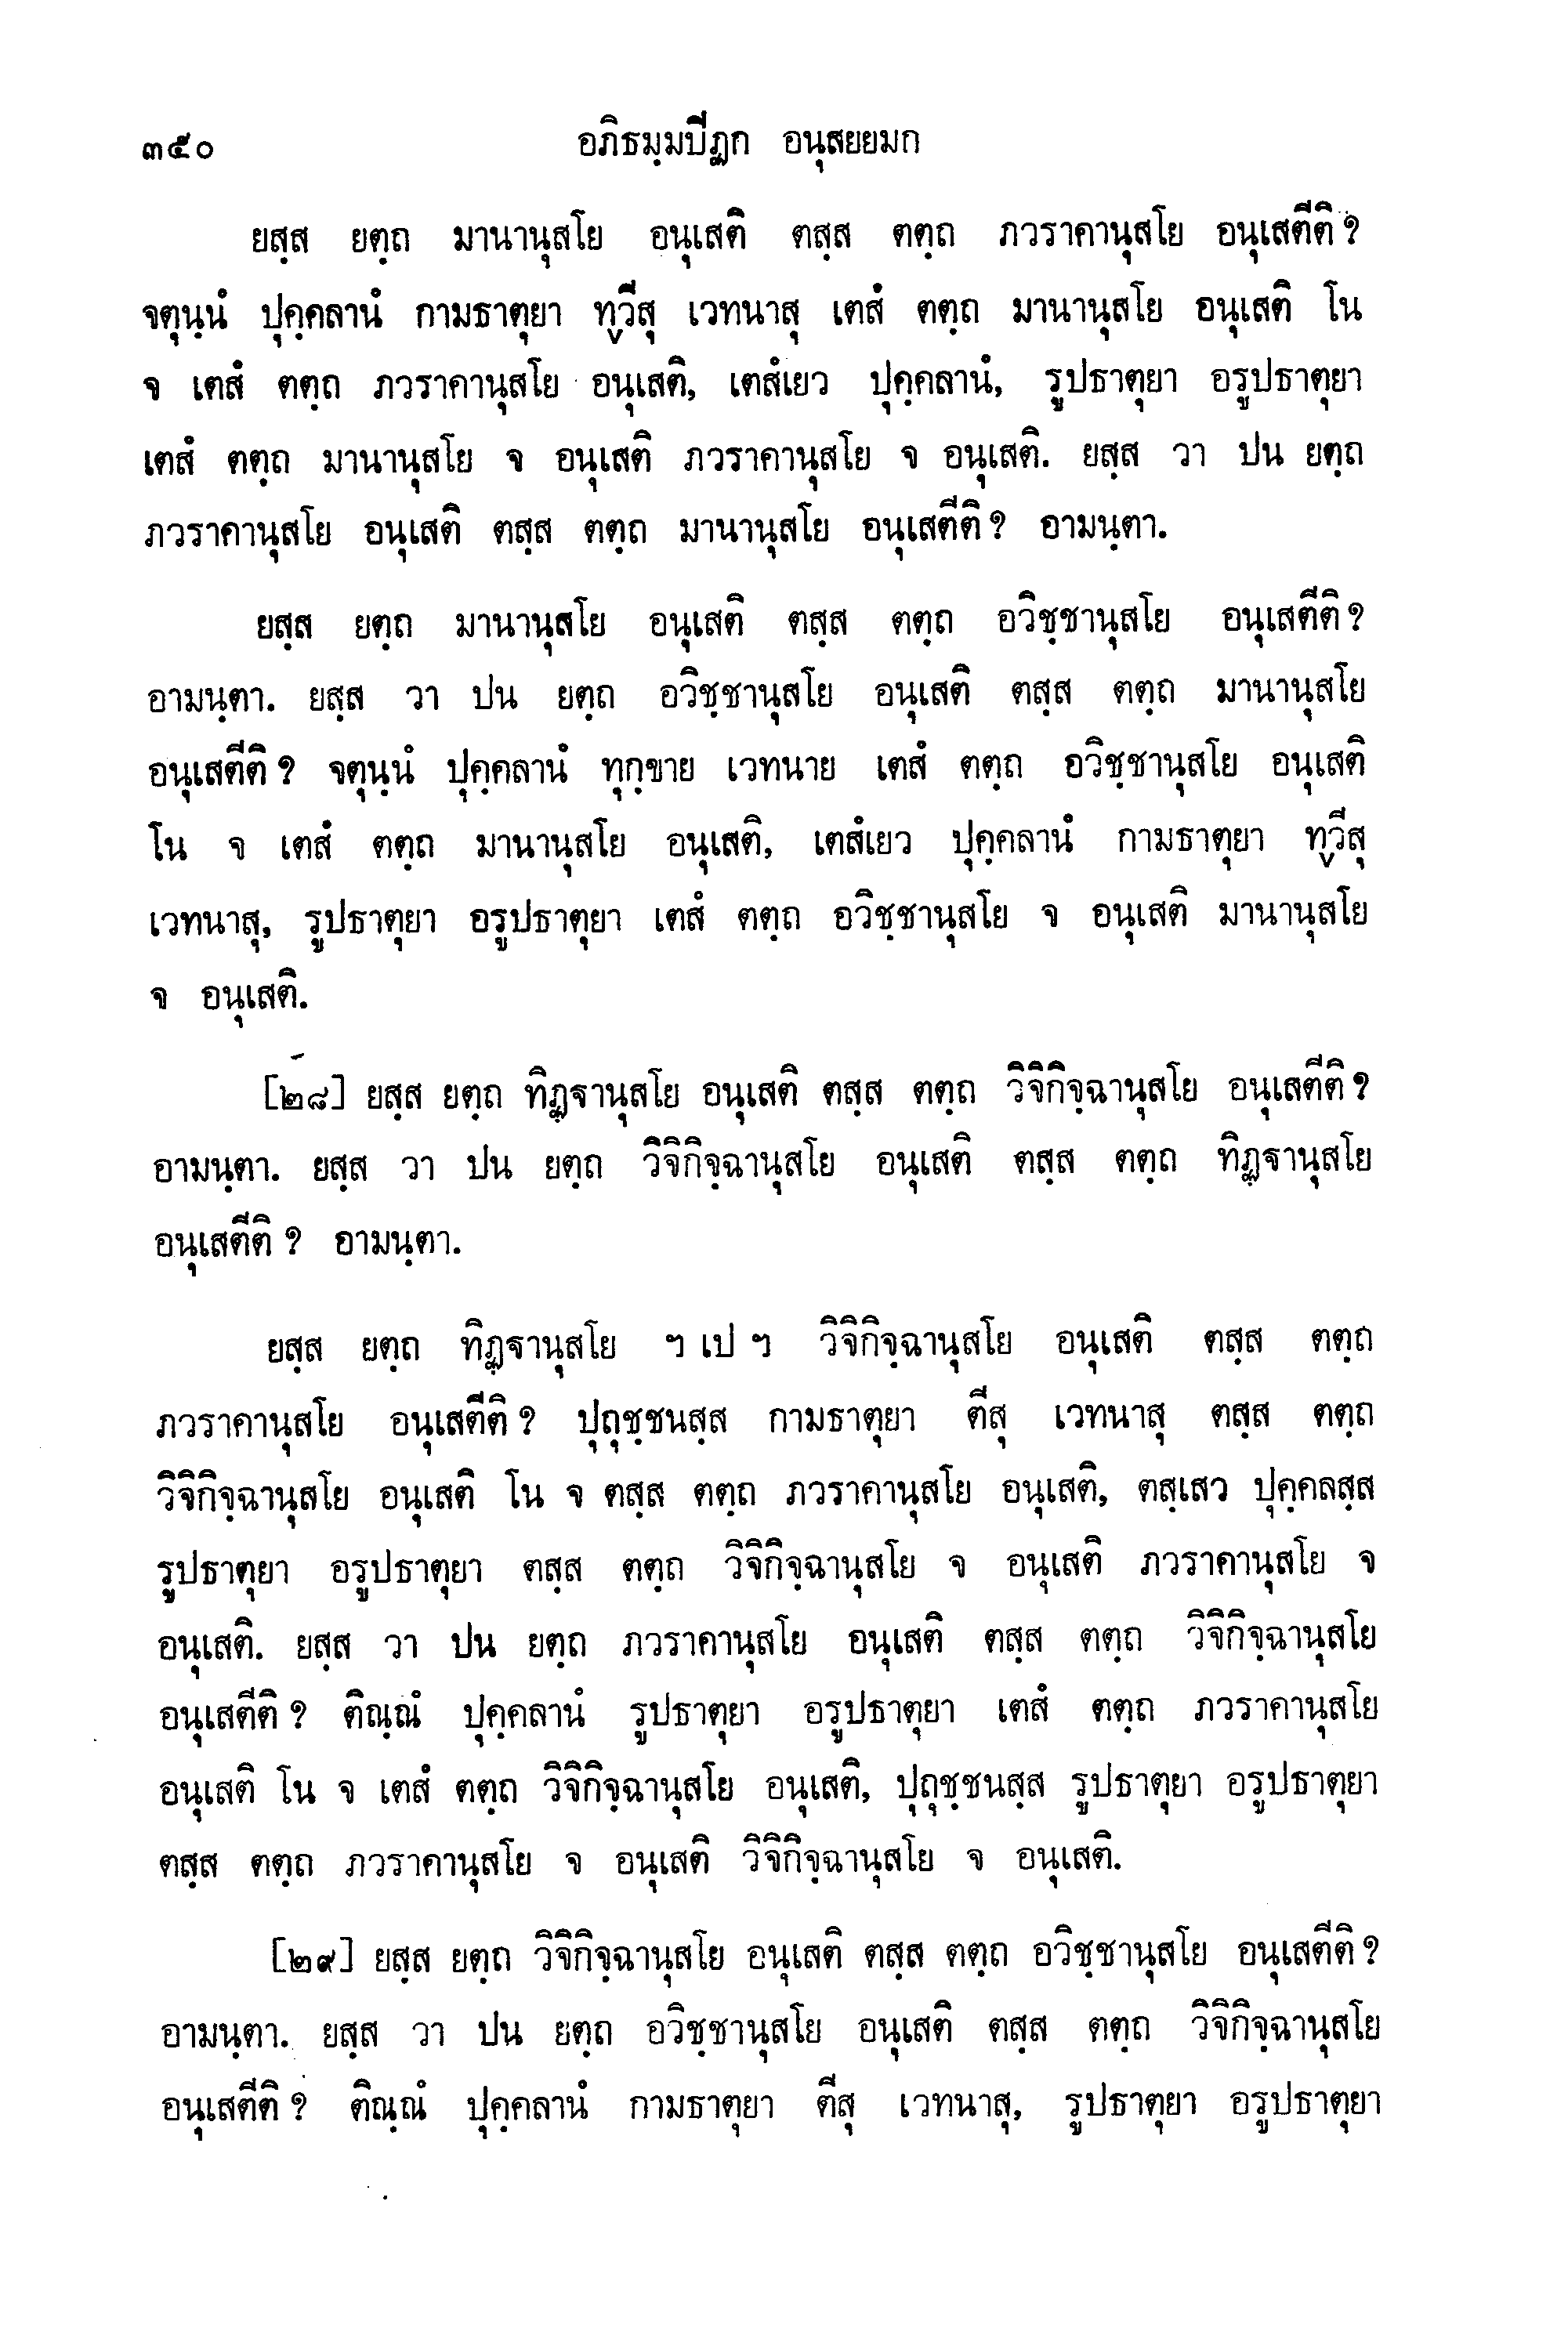 ๓๕๐ อภิธมฺมปีฏก อนุสยยมก
ยสฺส ยตฺถ มานานุสโย อนุเสติ ตสฺส ตตฺถ ภวราคานุสโย อนุเสตีติ ?
จตุนฺนํ ปุคฺคลานํ กามธาตุยา ทฺวีสุ เวทนาสุ เตสํ ตตฺถ มานานุสโย อนุเสติ โน
จ เตสํ ตตฺถ ภวราคานุสโย อนุเสติ, เตสํเยว ปุคฺคลานํ, รูปธาตุยา อรูปธาตุยา
เตสํ ตตฺถ มานานุสโย จ อนุเสติ ภวราคานุสโย จ อนุเสติ. ยสฺส วา ปน ยตฺถ
ภวราคานุสโย อนุเสติ ตสฺส ตตฺถ มานานุสโย อนุเสตีติ ? อามนฺตา.
ยสฺส ยตฺถ มานานุสโย อนุเสติ ตสฺส ตตฺถ อวิชฺชานุสโย อนุเสตีติ ?
อามนฺตา. ยสฺส วา ปน ยตฺถ อวิชฺชานุสโย อนุเสติ ตสฺส ตตฺถ มานานุสโย
อนุเสตีติ ? จตุนฺนํ ปุคฺคลานํ ทุกฺขาย เวทนาย เตสํ ตตฺถ อวิชฺชานุสโย อนุเสติ
โน จ เตสํ ตตฺถ มานานุสโย อนุเสติ, เตสํเยว ปุคฺคลานํ กามธาตุยา ทฺวีสุ
เวทนาสุ, รูปธาตุยา อรูปธาตุยา เตสํ ตตฺถ อวิชฺชานุสโย จ อนุเสติ มานานุสโย
จ อนุเสติ.
[๒๘] ยสฺส ยตฺถ ทิฏฺฐานุสโย อนุเสติ ตสฺส ตตฺถ วิจิกิจฺฉานุสโย อนุเสตีติ ?
อามนฺตา. ยสฺส วา ปน ยตฺถ วิจิกิจฺฉานุสโย อนุเสติ ตสฺส ตตฺถ ทิฏฺฐานุสโย
อนุเสตีติ ? อามนฺตา.
ยสฺส ยตฺถ ทิฏฺฐานุสโย ฯ เป ฯ วิจิกิจฺฉานุสโย อนุเสติ ตสฺส ตตฺถ
ภวราคานุสโย อนุเสตีติ ? ปุถุชฺชนสฺส กามธาตุยา ตีสุ เวทนาสุ ตสฺส ตตฺถ
วิจิกิจฺฉานุสโย อนุเสติ โน จ ตสฺส ตตฺถ ภวราคานุสโย อนุเสติ, ตสฺเสว ปุคฺคลสฺส
รูปธาตุยา อรูปธาตุยา ตสฺส ตตฺถ วิจิกิจฺฉานุสโย จ อนุเสติ ภวราคานุสโย จ
อนุเสติ. ยสฺส วา ปน ยตฺถ ภวราคานุสโย อนุเสติ ตสฺส ตตฺถ วิจิกิจฺฉานุสโย
อนุเสตีติ ? ติณฺณํ ปุคฺคลานํ รูปธาตุยา อรูปธาตุยา เตสํ ตตฺถ ภวราคานุสโย
อนุเสติ โน จ เตสํ ตตฺถ วิจิกิจฺฉานุสโย อนุเสติ, ปุถุชฺชนสฺส รูปธาตุยา อรูปธาตุยา
ตสฺส ตตฺถ ภวราคานุสโย จ อนุเสติ วิจิกิจฺฉานุสโย จ อนุเสติ.
[๒๙] ยสฺส ยตฺถ วิจิกิจฺฉานุสโย อนุเสติ ตสฺส ตตฺถ อวิชฺชานุสโย อนุเสตีติ ?
อามนฺตา. ยสฺส วา ปน ยตฺถ อวิชฺชานุสโย อนุเสติ ตสฺส ตตฺถ วิจิกิจฺฉานุสโย
อนุเสตีติ ? ติณฺณํ ปุคฺคลานํ กามธาตุยา ตีสุ เวทนาสุ, รูปธาตุยา อรูปธาตุยา